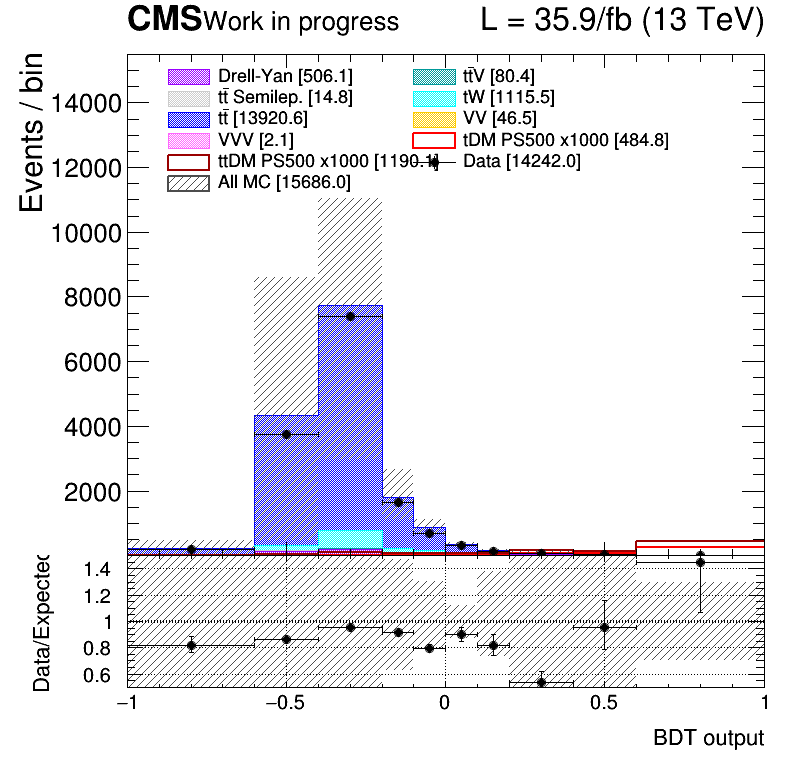 CMS Work in progress L = 35.9/fb (13 TeV)
Events / bin
Drell-Yan [506.1] tt̄V [80.4]
tt̄ Semilep. [14.8] tW [1115.5]
tt̄ [13920.6] VV [46.5]
VVV [2.1] tDM PS500 x1000 [484.8]
ttDM PS500 x1000 [1190.1] Data [14242.0]
All MC [15686.0]
14000
12000
10000
8000
6000
4000
2000
Data/Expected
1.4
1.2
1
0.8
0.6
−1 −0.5 0 0.5 1
BDT output